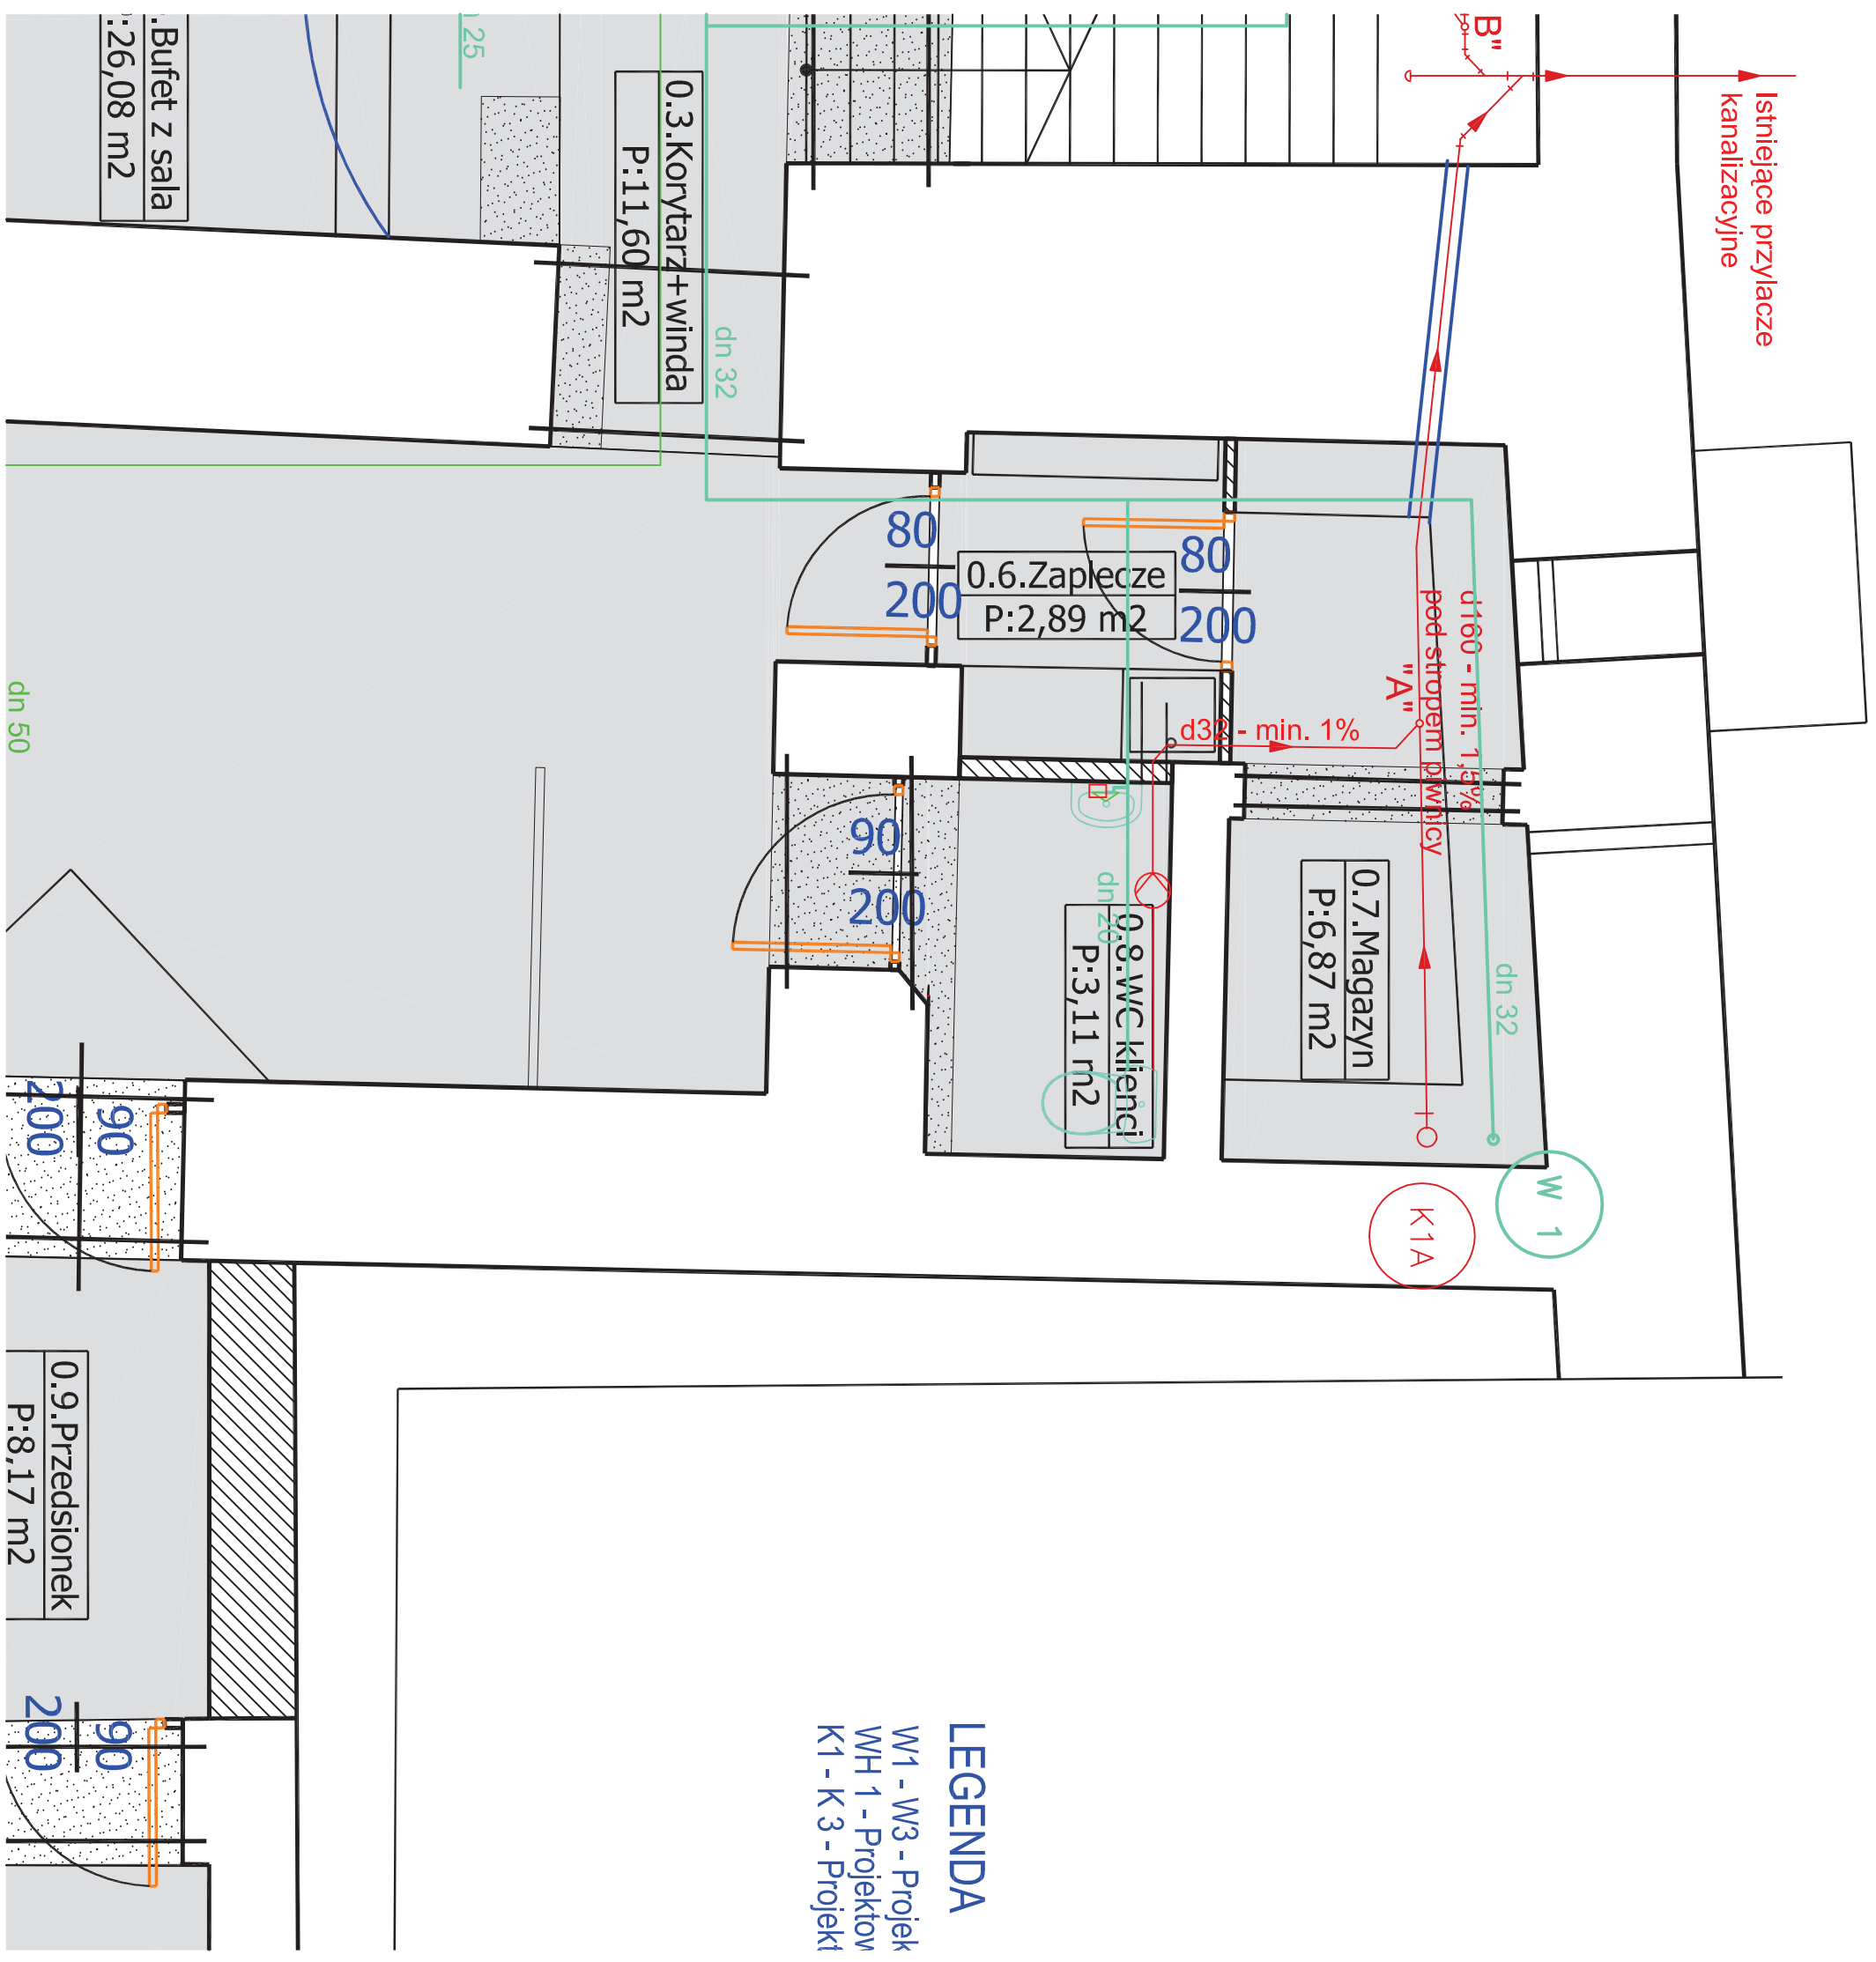 "B"
Istniejące przylacze
kanalizacyjne
Bufet z sala
26,08 m2
25
0.3.Korytarz+winda
P:11,60 m2
dn 32
80
200
0.6.Zaplecze
P:2,89 m2
80
200
d160 - min. 1,5%
pod stropem piwnicy
"A"
d32 - min. 1%
dn 50
90
200
dn 20
0.8.WC klienci
P:3,11 m2
0.7.Magazyn
P:6,87 m2
dn 32
W 1
K1A
90
200
0.9.Przedsionek
P:8,17 m2
90
200
LEGENDA
W1 - W3 - Projek
WH 1 - Projektow
K1 - K 3 - Projekt